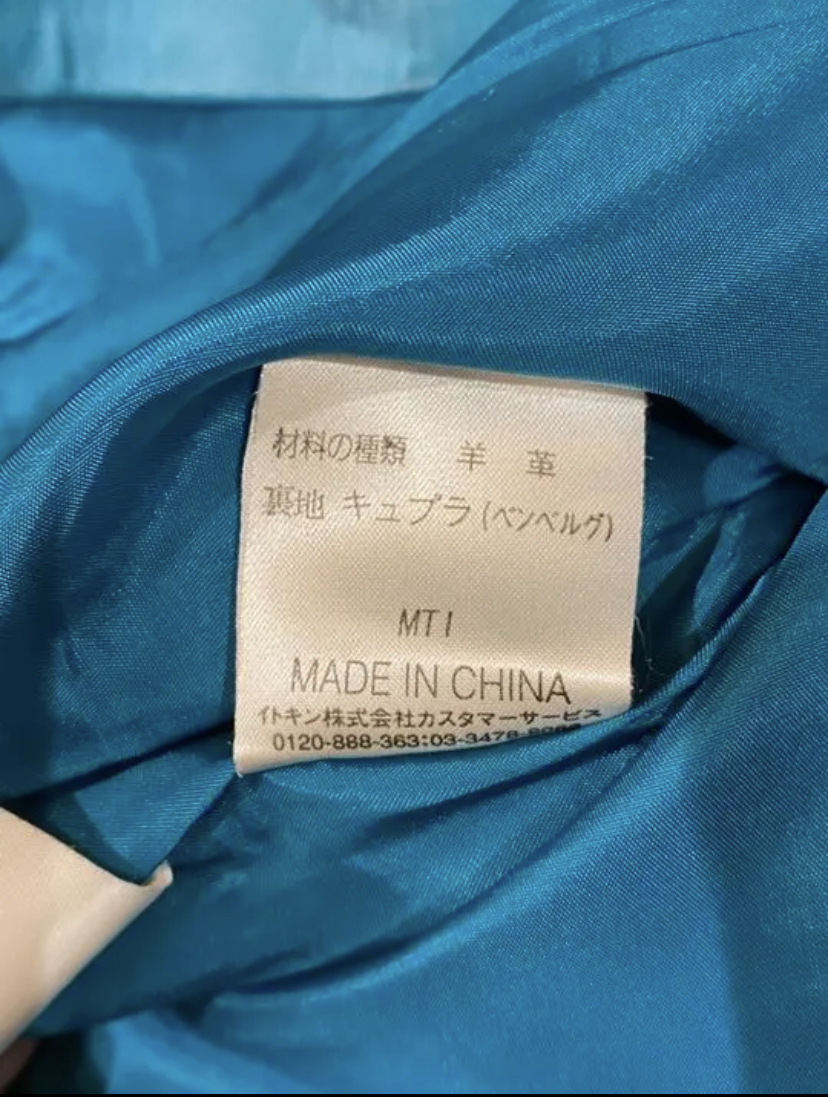 材料の種類 羊 革
裏地 キュプラ(ベンベルグ)
MTI
MADE IN CHINA
イトキン株式会社カスタマーサービス
0120-888-363:03-3478-